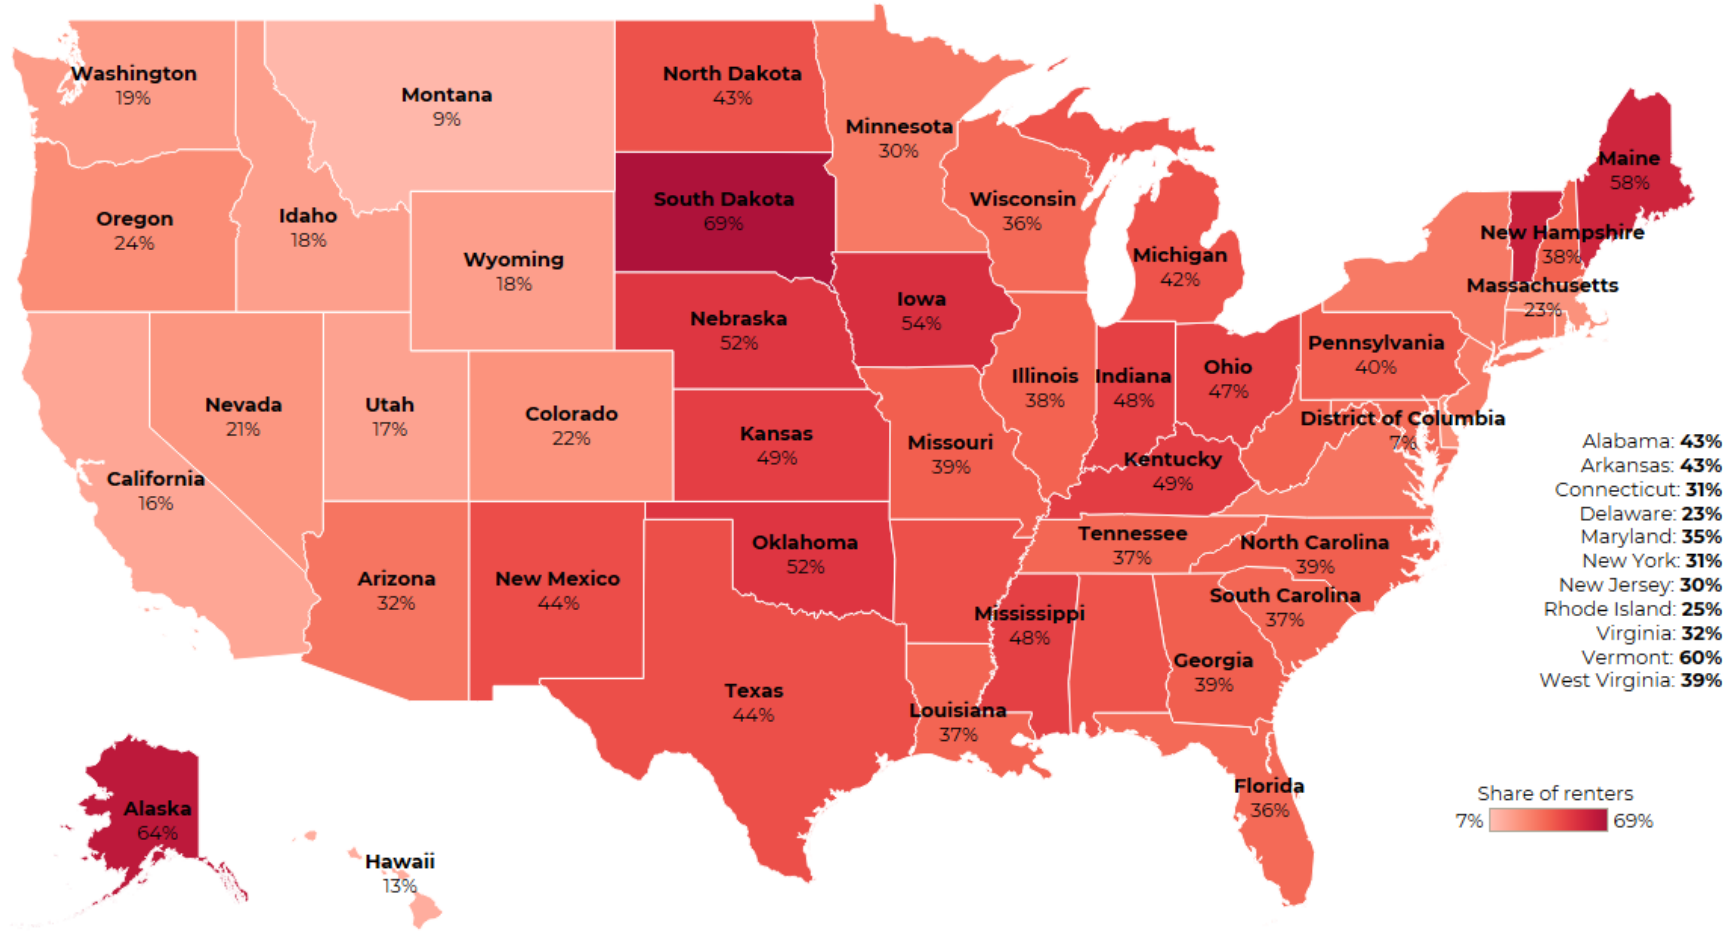 Washington
19%
Montana
9%
North Dakota
43%
Minnesota
30%
Maine
58%
South Dakota
69%
Wisconsin
36%
Oregon
24%
Idaho
18%
Wyoming
18%
New Hampshire
38%
Michigan
42%
Massachusetts
23%
Iowa
54%
Nebraska
52%
Pennsylvania
40%
Ohio
47%
Illinois
38%
Indiana
48%
Nevada
21%
Utah
17%
Colorado
22%
District of Columbia
7%
Kansas
49%
Missouri
39%
Kentucky
49%
California
16%
Tennessee
37%
North Carolina
39%
Oklahoma
52%
Arizona
32%
New Mexico
44%
South Carolina
37%
Mississippi
48%
Georgia
39%
Texas
44%
Louisiana
37%
Florida
36%
Alaska
64%
Hawaii
13%
Alabama: 43%
Arkansas: 43%
Connecticut: 31%
Delaware: 23%
Maryland: 35%
New York: 31%
New Jersey: 30%
Rhode Island: 25%
Virginia: 32%
Vermont: 60%
West Virginia: 39%
Share of renters
7% 69%